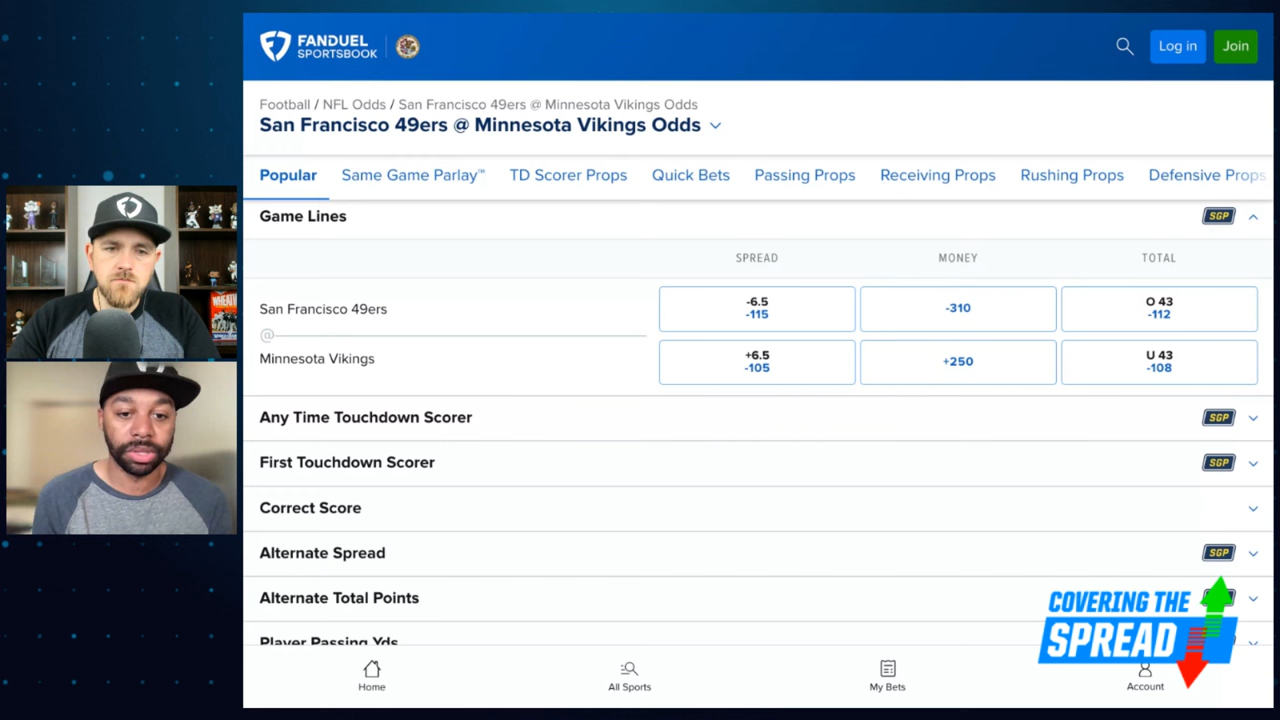 FANDUEL
SPORTSBOOK
Log in
Join
Football / NFL Odds / San Francisco 49ers @ Minnesota Vikings Odds
San Francisco 49ers @ Minnesota Vikings Odds
Popular Same Game Parlay™ TD Scorer Props Quick Bets Passing Props Receiving Props Rushing Props Defensive Props
Game Lines SGP
SPREAD MONEY TOTAL
San Francisco 49ers -6.5 -310 O 43
-115 -112
@
Minnesota Vikings +6.5 +250 U 43
-105 -108
Any Time Touchdown Scorer SGP
First Touchdown Scorer SGP
Correct Score
Alternate Spread SGP
Alternate Total Points
Player Passing Yds
COVERING THE
SPREAD
Home All Sports My Bets Account
WHEATIES